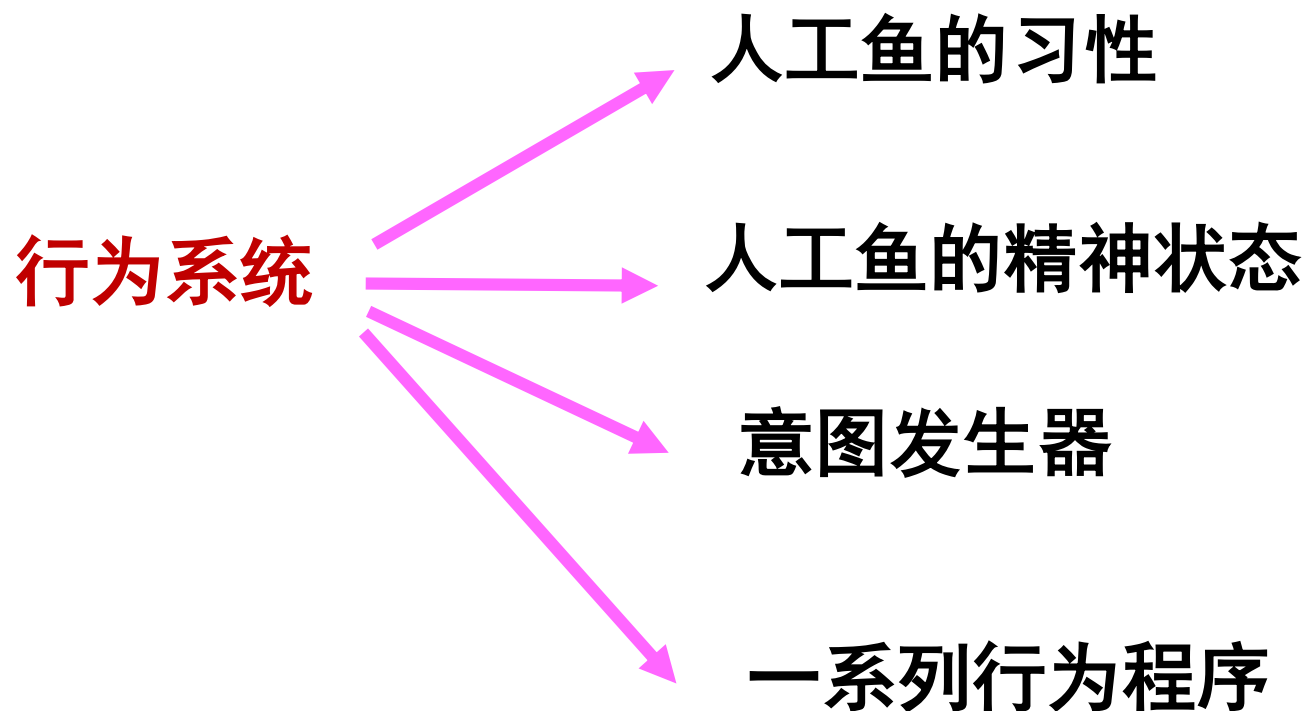 人工鱼的习性
行为系统
人工鱼的精神状态
意图发生器
一系列行为程序